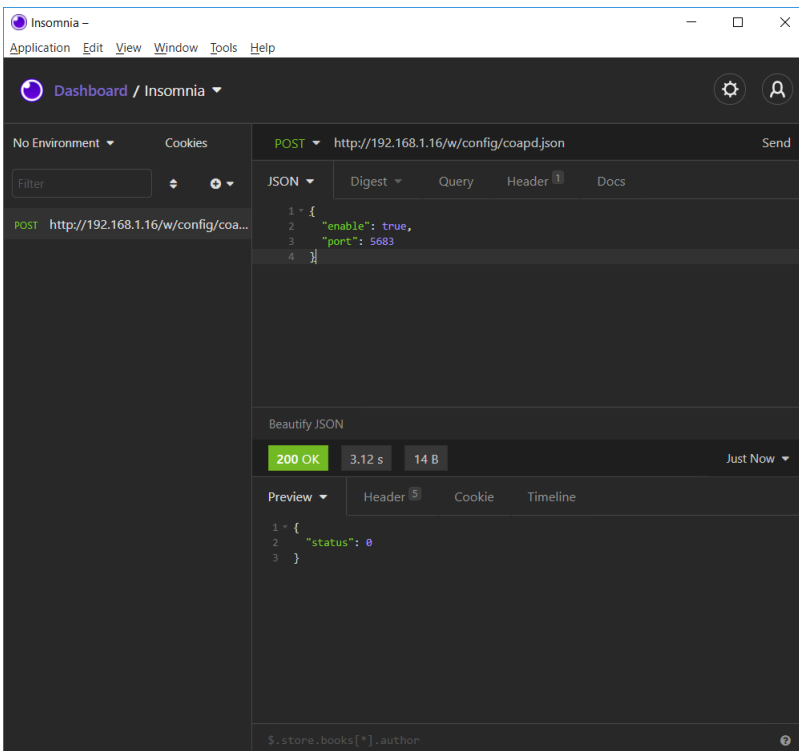 Insomnia –
Application Edit View Window Tools Help
Dashboard / Insomnia
No Environment Cookies
POST http://192.168.1.16/w/config/coapd.json Send
Filter
JSON Digest Query Header 1 Docs
POST http://192.168.1.16/w/config/coa...
1 {
2 "enable": true,
3 "port": 5683
4 }
Beautify JSON
200 OK 3.12 s 14 B Just Now
Preview Header 5 Cookie Timeline
1 {
2 "status": 0
3 }
$.store.books[*].author